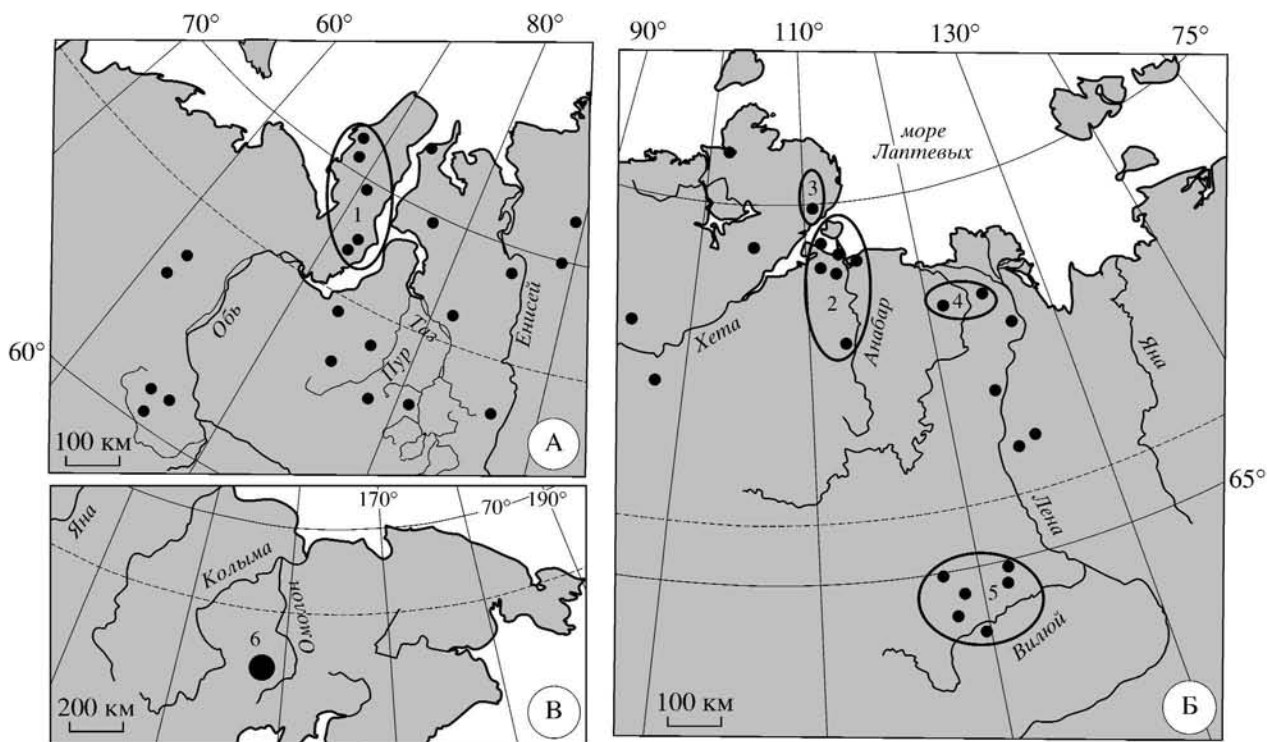 70° 60° 80°
60°
Обь
Пур
Таз
Енисей
1
100 км
А
170° 70° 190°
Яна
Колыма
Омолон
6
200 км
В
90° 110° 130° 75°
море
Лаптевых
3
2
4
Хета
Анабар
Яна
65°
Лена
5
Вилюй
100 км
Б